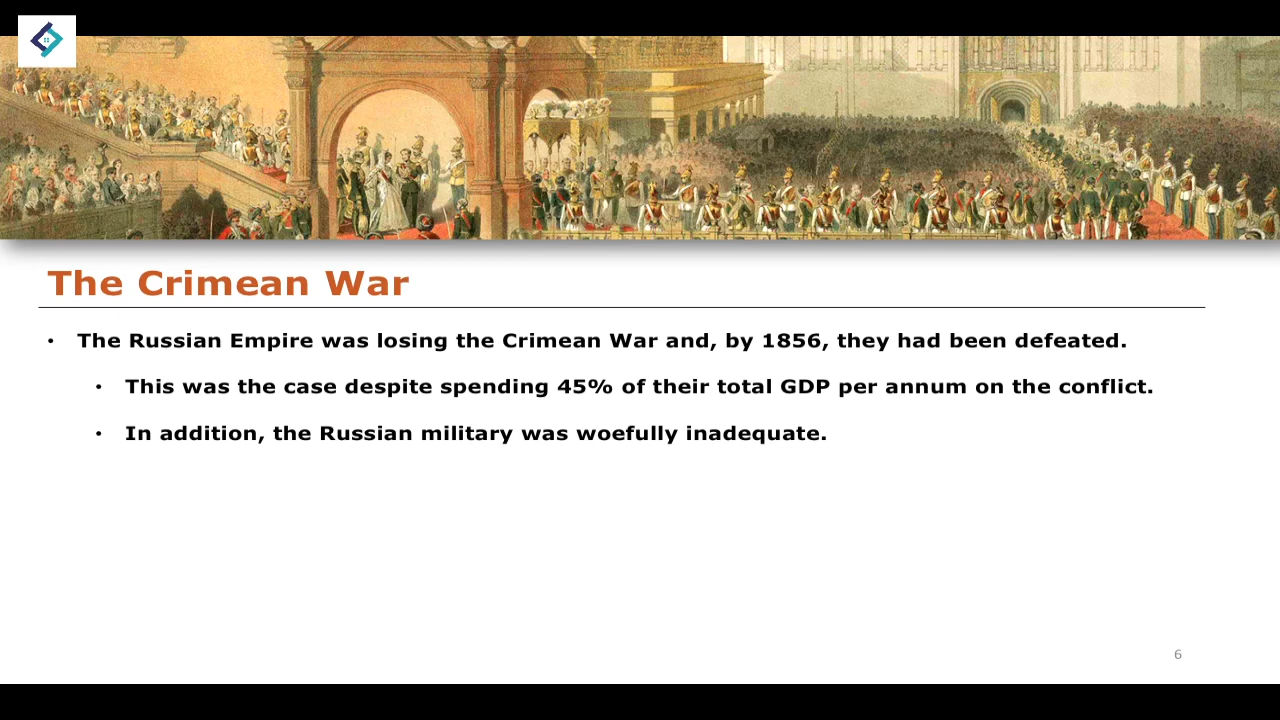 The Crimean War
• The Russian Empire was losing the Crimean War and, by 1856, they had been defeated.
• This was the case despite spending 45% of their total GDP per annum on the conflict.
• In addition, the Russian military was woefully inadequate.
6